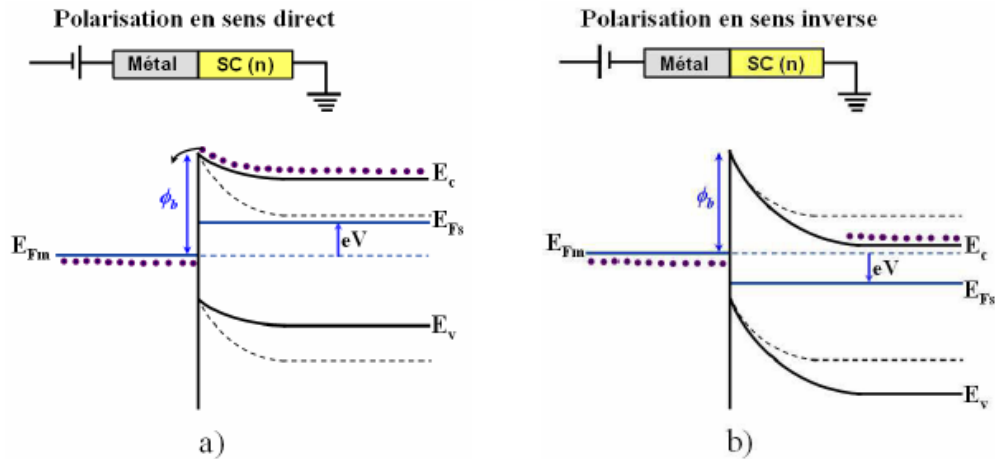 Polarisation en sens direct
Métal SC (n)
ϕb
Ec
EFs
EFm
eV
Ev
a)
Polarisation en sens inverse
Métal SC (n)
ϕb
EFm
Ec
eV
EFs
Ev
b)